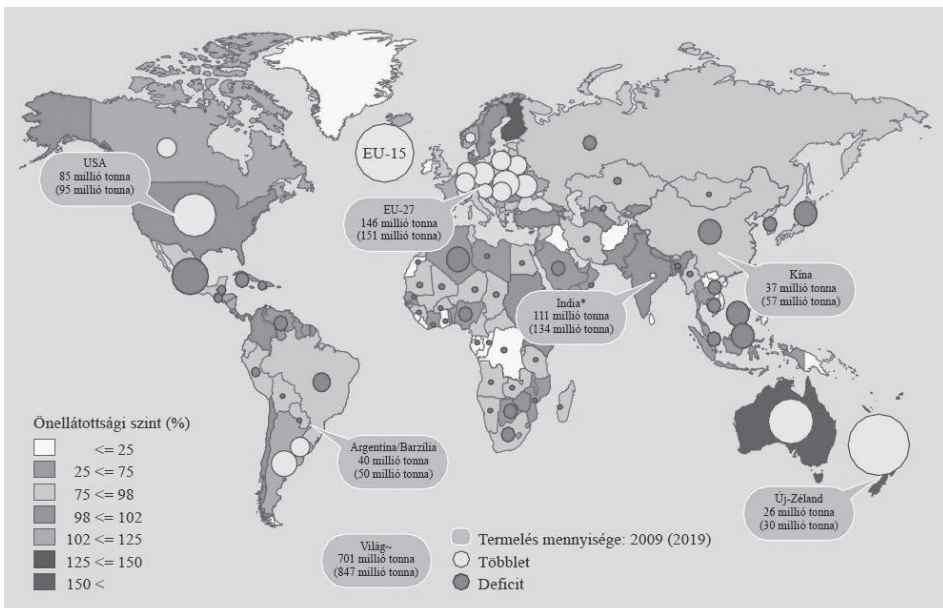 USA
85 millió tonna
(95 millió tonna)
EU-15
EU-27
146 millió tonna
(151 millió tonna)
India*
111 millió tonna
(134 millió tonna)
Kína
37 millió tonna
(57 millió tonna)
Argentína/Barzília
40 millió tonna
(50 millió tonna)
Új-Zéland
26 millió tonna
(30 millió tonna)
Világ~
701 millió tonna
(847 millió tonna)
Önellátottsági szint (%)
<= 25
25 <= 75
75 <= 98
98 <= 102
102 <= 125
125 <= 150
150 <
Termelés mennyisége: 2009 (2019)
Többlet
Deficit